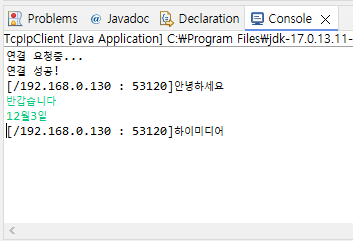 Problems @ Javadoc Declaration Console
TcpIpClient [Java Application] C:\Program Files\jdk-17.0.13.11-
연결 요청중...
연결 성공!
[/192.168.0.130 : 53120]안녕하세요
반갑습니다
12월3일
[/192.168.0.130 : 53120]하이미디어